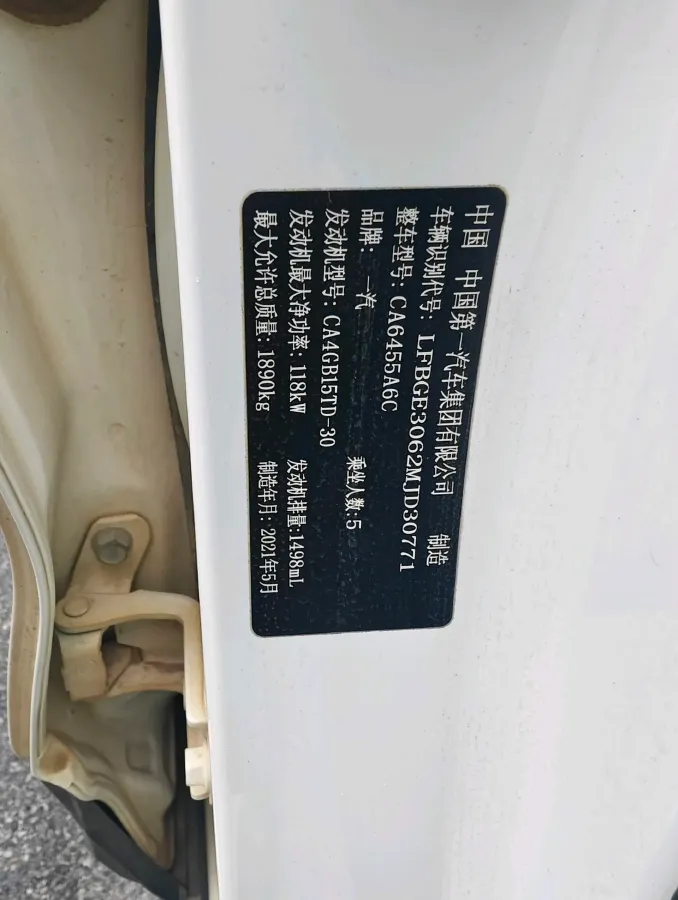 中国 中国第一汽车集团有限公司 制造
车辆识别代号: LFBGE3062MJD30771
整车型号: CA6455A6C
品牌: 一汽 乘坐人数:5
发动机型号: CA4GB15TD-30
发动机最大净功率: 118kW 发动机排量:1498mL
最大允许总质量: 1890kg 制造年月: 2021年5月